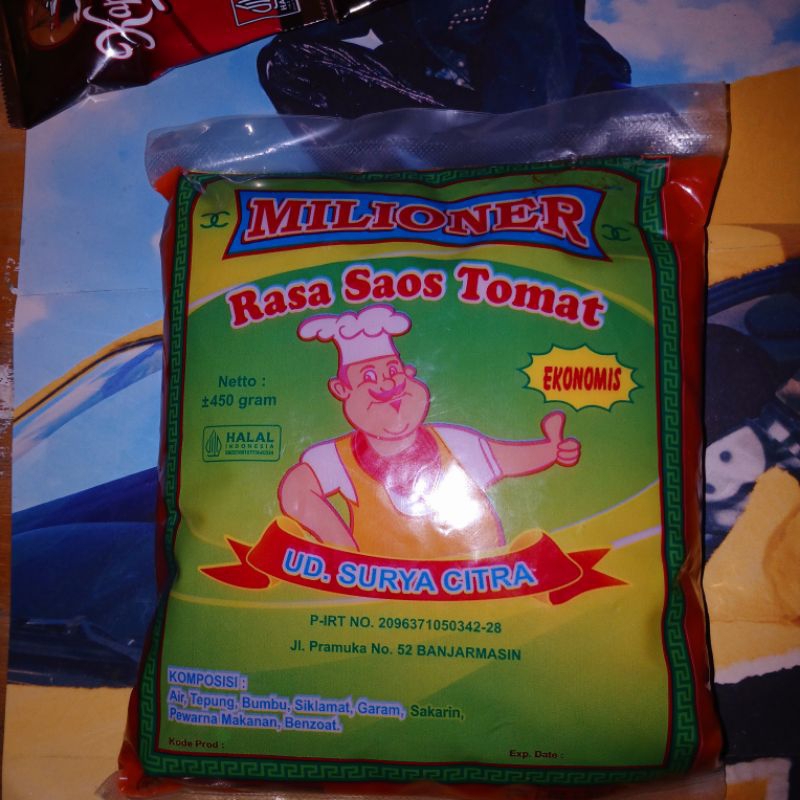 MILIONER
Rasa Saos Tomat
EKONOMIS
Netto :
±450 gram
HALAL
INDONESIA
UD. SURYA CITRA
P-IRT NO. 2096371050342-28
Jl. Pramuka No. 52 BANJARMASIN
KOMPOSISI :
Air, Tepung, Bumbu, Siklamat, Garam, Sakarin,
Pewarna Makanan, Benzoat.
Kode Prod :
Exp. Date :